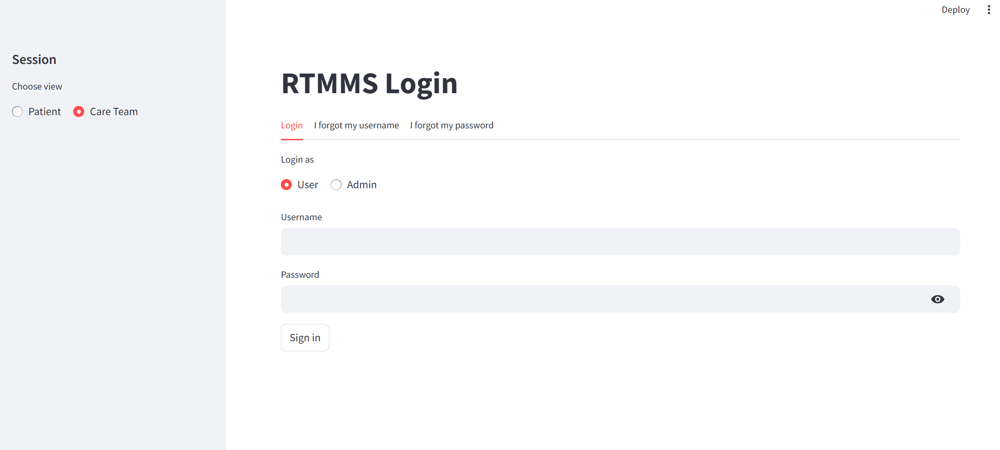 Deploy
Session
Choose view
Patient Care Team
RTMMS Login
Login I forgot my username I forgot my password
Login as
User Admin
Username
Password
Sign in